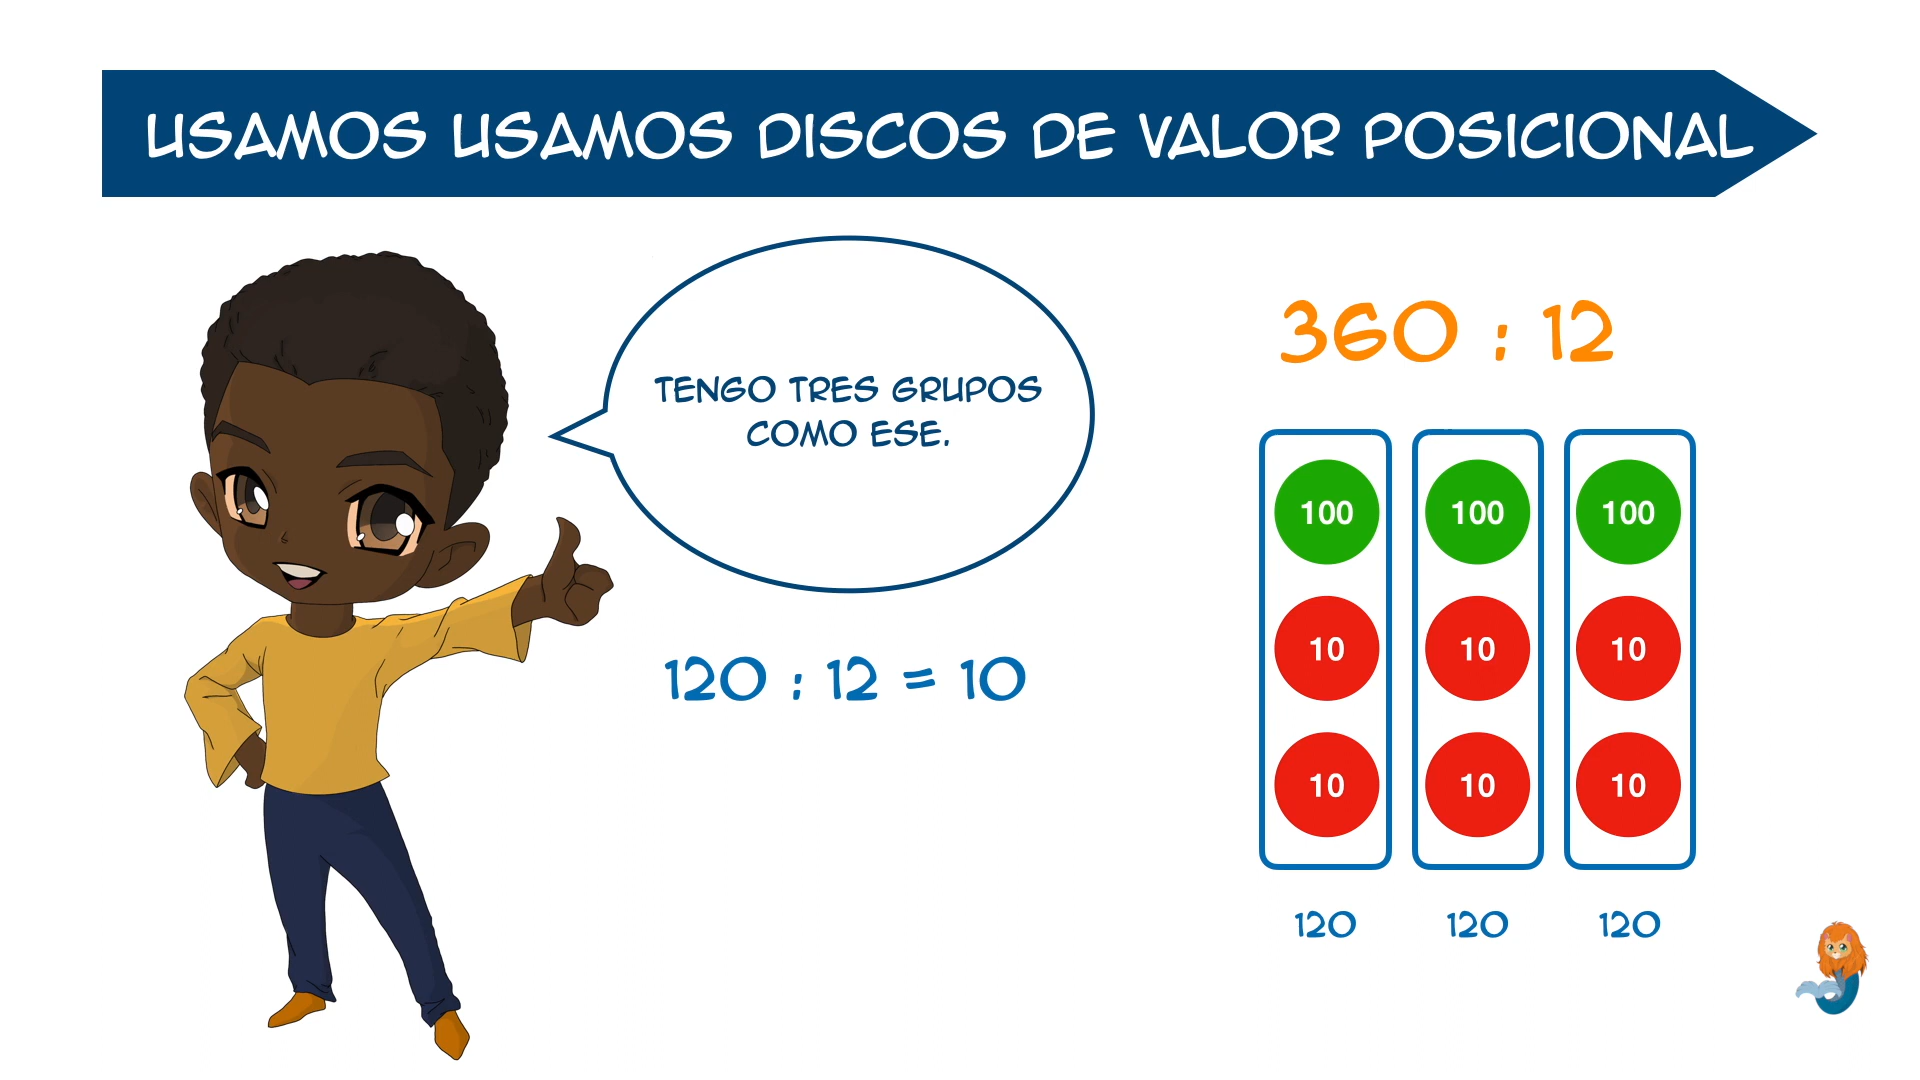 USAMOS USAMOS DISCOS DE VALOR POSICIONAL
TENGO TRES GRUPOS
COMO ESE.
120 : 12 = 10
360 : 12
100 100 100
10 10 10
10 10 10
120 120 120